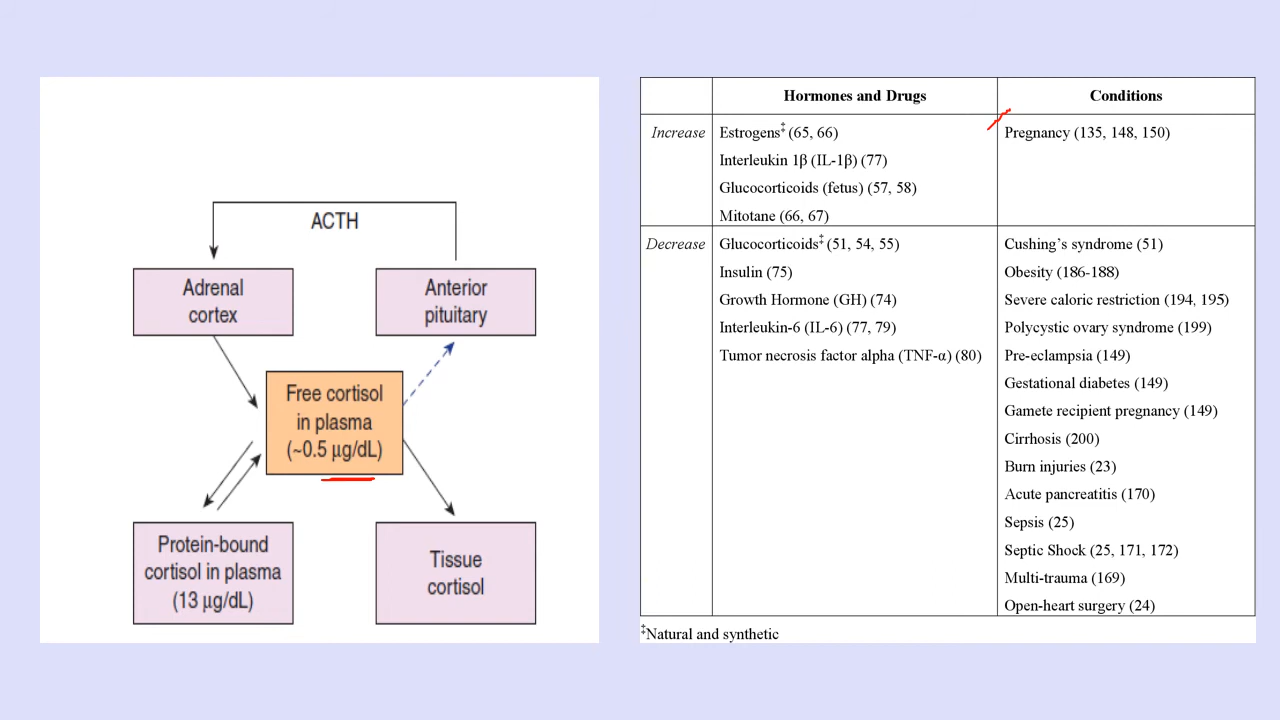 ACTH
Adrenal
cortex
Anterior
pituitary
Free cortisol
in plasma
(~0.5 µg/dL)
Protein-bound
cortisol in plasma
(13 µg/dL)
Tissue
cortisol
Hormones and Drugs
Conditions
Increase
Estrogens‡ (65, 66)
Interleukin 1β (IL-1β) (77)
Glucocorticoids (fetus) (57, 58)
Mitotane (66, 67)
Pregnancy (135, 148, 150)
Decrease
Glucocorticoids‡ (51, 54, 55)
Insulin (75)
Growth Hormone (GH) (74)
Interleukin-6 (IL-6) (77, 79)
Tumor necrosis factor alpha (TNF-α) (80)
Cushing's syndrome (51)
Obesity (186-188)
Severe caloric restriction (194, 195)
Polycystic ovary syndrome (199)
Pre-eclampsia (149)
Gestational diabetes (149)
Gamete recipient pregnancy (149)
Cirrhosis (200)
Burn injuries (23)
Acute pancreatitis (170)
Sepsis (25)
Septic Shock (25, 171, 172)
Multi-trauma (169)
Open-heart surgery (24)
‡Natural and synthetic